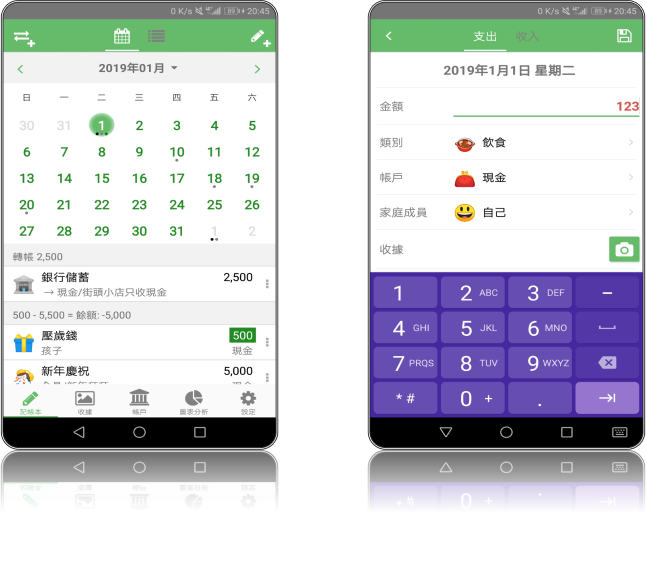 0 K/s 89 20:45
2019年01月
日 一 二 三 四 五 六
30 31 1 2 3 4 5
6 7 8 9 10 11 12
13 14 15 16 17 18 19
20 21 22 23 24 25 26
27 28 29 30 31 1 2
轉帳 2,500
銀行儲蓄 2,500
→ 現金/街頭小店只收現金
500 - 5,500 = 餘額: -5,000
壓歲錢 500
孩子 現金
新年慶祝 5,000
記帳本 收據 帳戶 圖表分析 設定
0 K/s 89 20:45
支出 收入
2019年1月1日 星期二
金額 123
類別 飲食
帳戶 現金
家庭成員 自己
收據
1 2 ABC 3 DEF −
4 GHI 5 JKL 6 MNO
7 PRQS 8 TUV 9 WXYZ
* # 0 + .